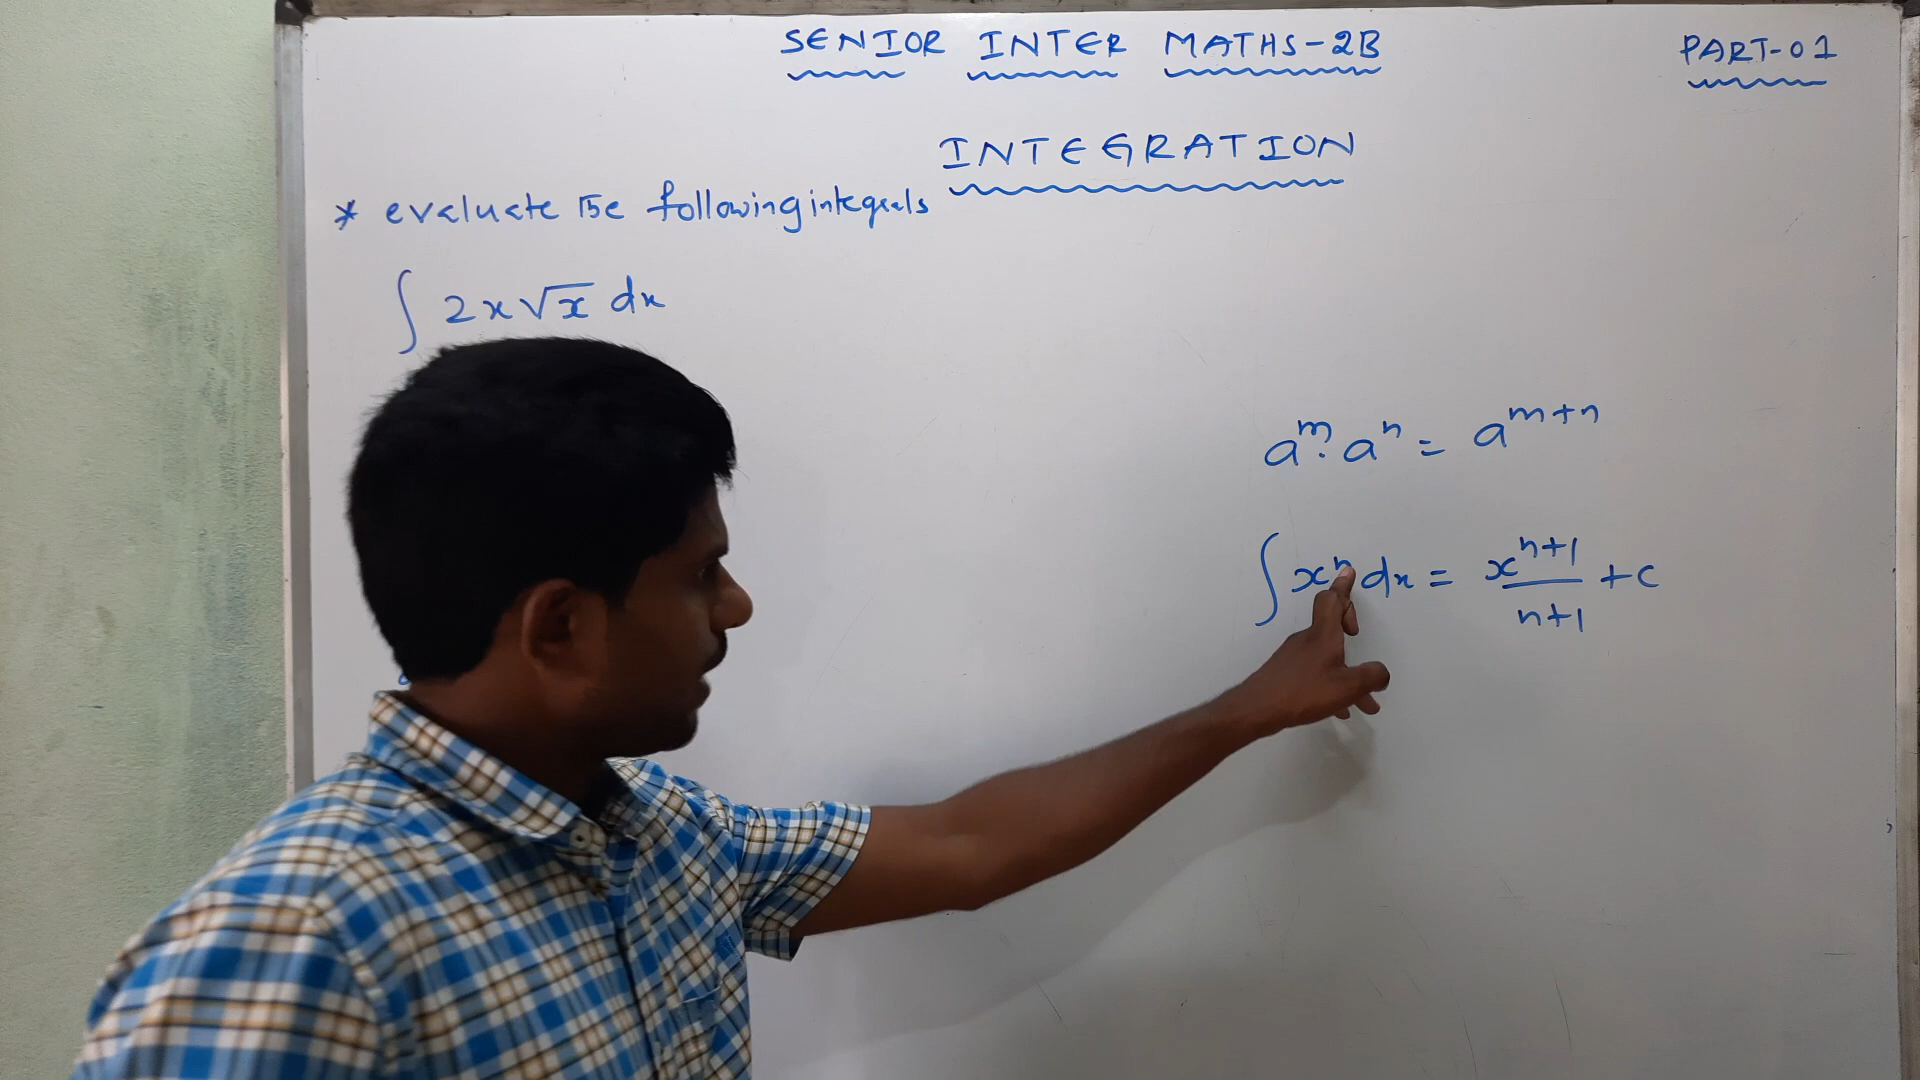 SENIOR INTER MATHS-2B PART-01
INTEGRATION
* evaluate the following integrals
∫ 2x√x dx
a^m . a^n = a^{m+n}
∫ x^n dx = x^{n+1}/n+1 + c